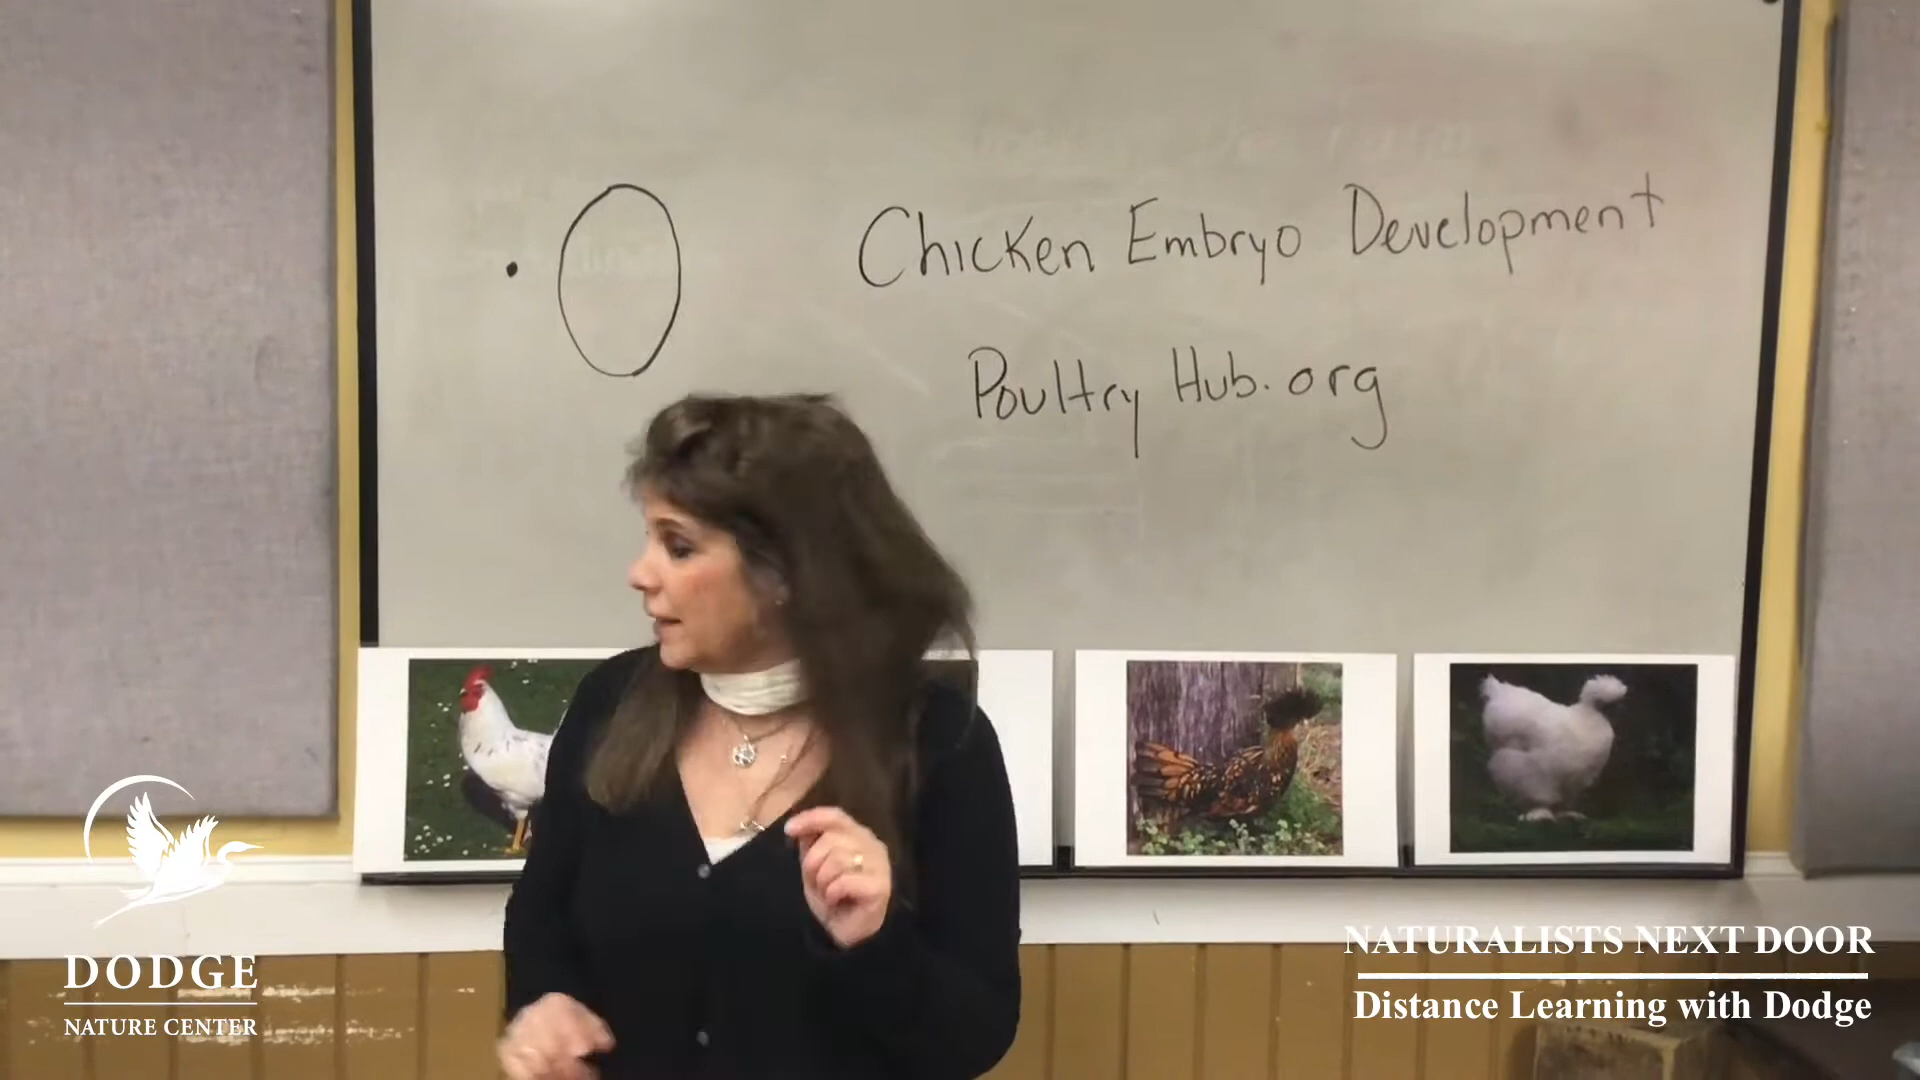 Chicken Embryo Development
Poultry Hub.org
DODGE
NATURE CENTER
NATURALISTS NEXT DOOR
Distance Learning with Dodge